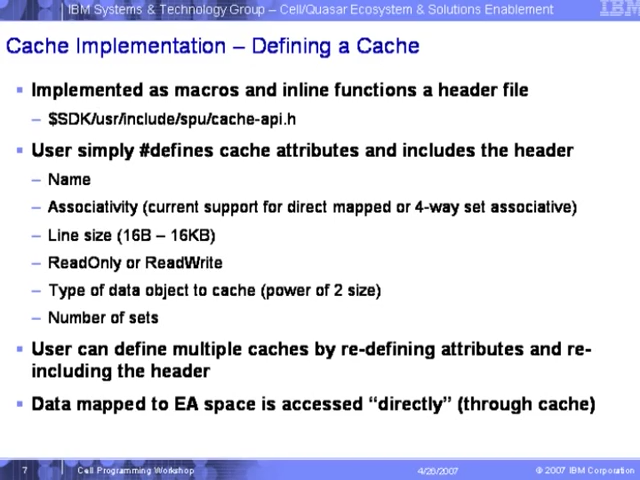 IBM Systems & Technology Group – Cell/Quasar Ecosystem & Solutions Enablement
IBM
Cache Implementation – Defining a Cache
Implemented as macros and inline functions a header file
– $SDK/usr/include/spu/cache-api.h
User simply #defines cache attributes and includes the header
– Name
– Associativity (current support for direct mapped or 4-way set associative)
– Line size (16B – 16KB)
– ReadOnly or ReadWrite
– Type of data object to cache (power of 2 size)
– Number of sets
User can define multiple caches by re-defining attributes and re-
including the header
Data mapped to EA space is accessed “directly” (through cache)
7 Cell Programming Workshop 4/26/2007 © 2007 IBM Corporation